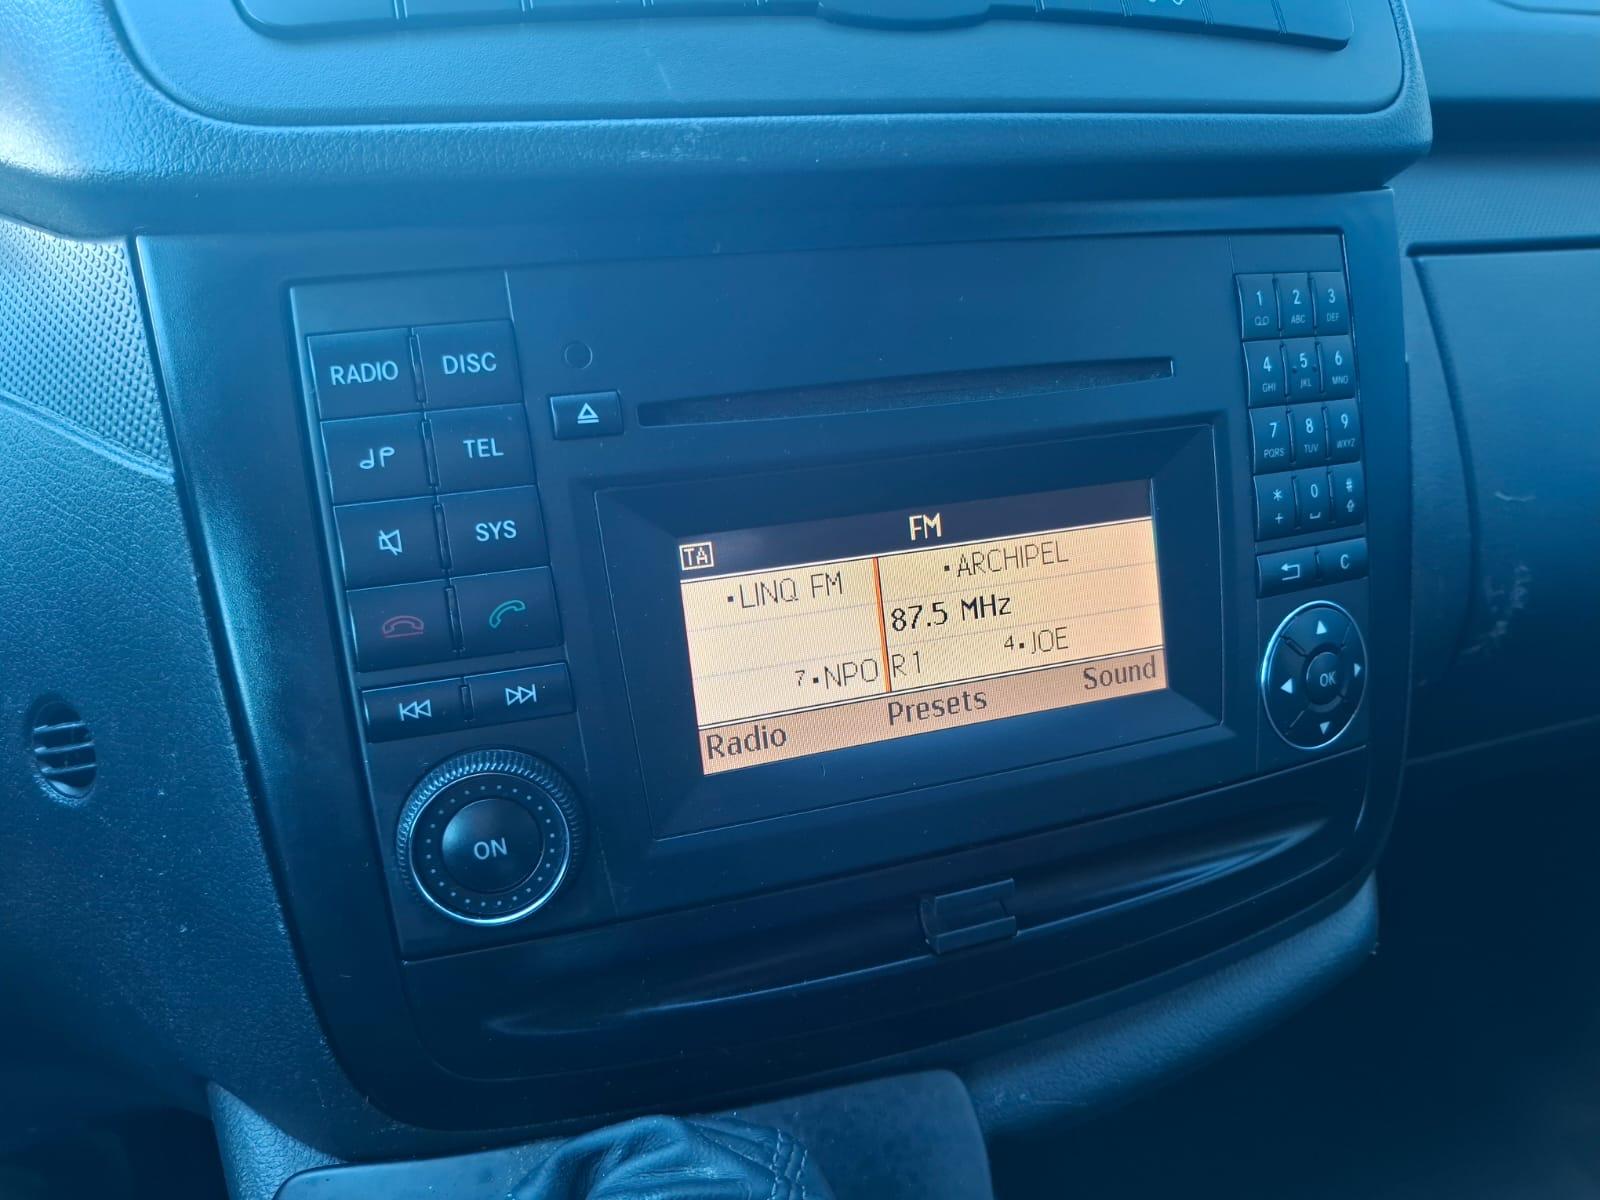 RADIO DISC
TEL
SYS
ON
FM
TA
LINQ FM
ARCHIPEL
87.5 MHz
7 NPO R1
4 JOE
Radio Presets Sound
1 2 3
ABC DEF
4 5 6
GHI JKL MNO
7 8 9
PQRS TUV WXYZ
* 0 #
+
C
OK